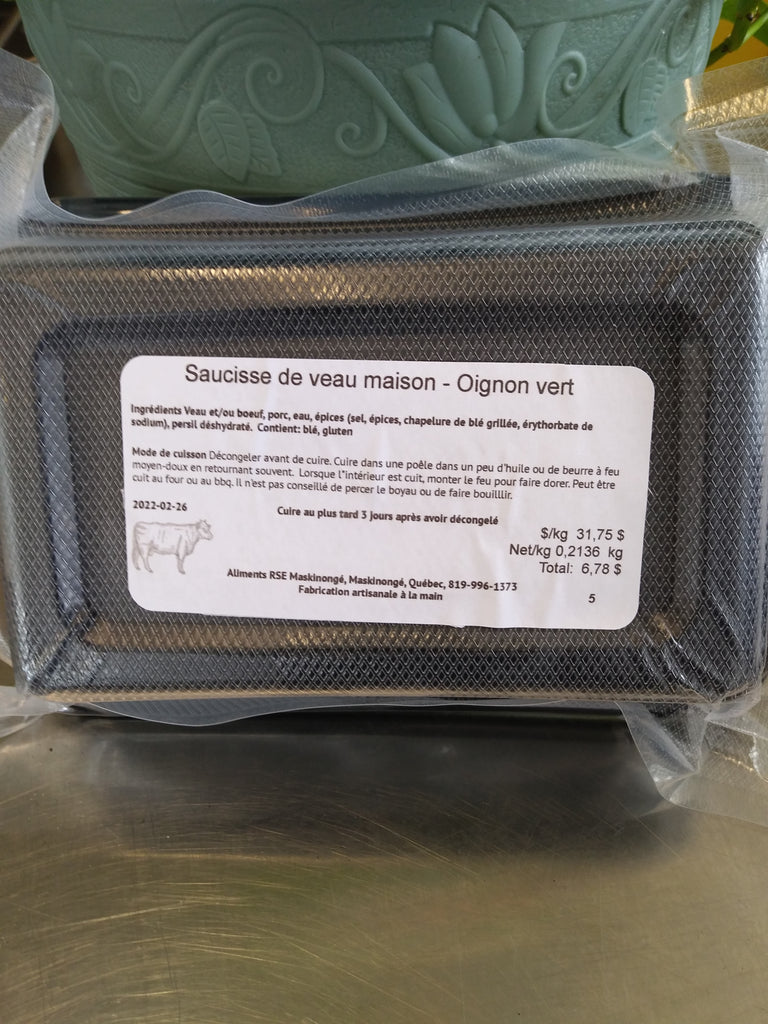 Saucisse de veau maison - Oignon vert
Ingrédients Veau et/ou boeuf, porc, eau, épices (sel, épices, chapelure de blé grillée, érythorbate de
sodium), persil déshydraté. Contient: blé, gluten
Mode de cuisson Décongeler avant de cuire. Cuire dans une poêle dans un peu d'huile ou de beurre à feu
moyen-doux en retournant souvent. Lorsque l"intérieur est cuit, monter le feu pour faire dorer. Peut être
cuit au four ou au bbq. il n'est pas conseillé de percer le boyau ou de faire bouilllir.
2022-02-26
Cuire au plus tard 3 jours après avoir décongelé
$/kg 31,75 $
Net/kg 0,2136 kg
Total: 6,78 $
Aliments RSE Maskinongé, Maskinongé, Québec, 819-996-1373
Fabrication artisanale à la main
5